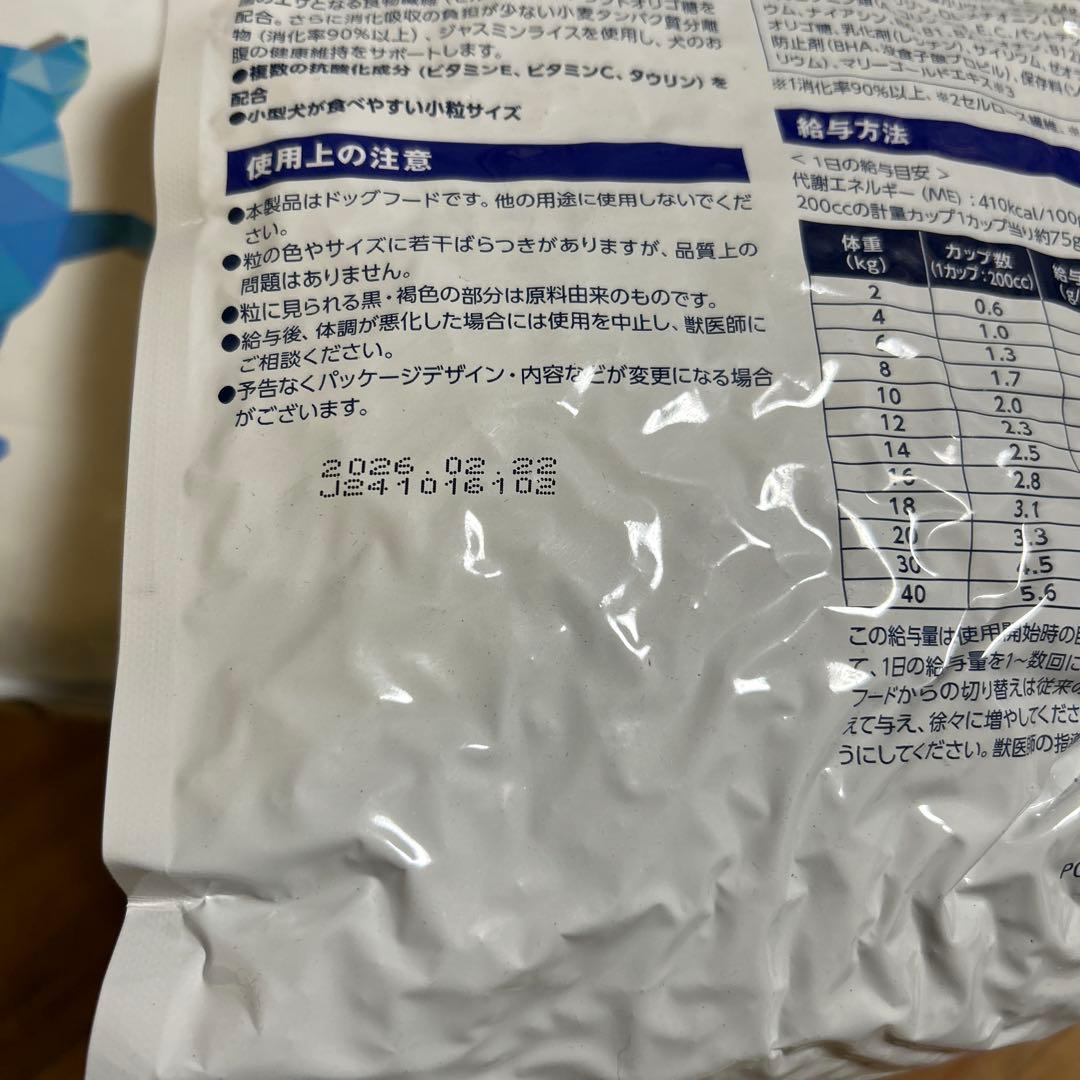 配合。さらに消化吸収の負担が少ない小麦タンパク質分離
物（消化率90％以上）、ジャスミンライスを使用し、犬のお
腹の健康維持をサポートします。
●複数の抗酸化成分（ビタミンE、ビタミンC、タウリン）を
配合
●小型犬が食べやすい小粒サイズ
使用上の注意
●本製品はドッグフードです。他の用途に使用しないでくだ
さい。
●粒の色やサイズに若干ばらつきがありますが、品質上の
問題はありません。
●粒に見られる黒・褐色の部分は原料由来のものです。
●給与後、体調が悪化した場合には使用を中止し、獣医師に
ご相談ください。
●予告なくパッケージデザイン・内容などが変更になる場合
がございます。
2026.02.22
J241016102
防止剤（BHA、没食子酸プロピル）、保存料
リウム）、マリーゴールドエキス※3
※1消化率90％以上、※2セルロース繊維、※
給与方法
＜1日の給与目安＞
代謝エネルギー（ME）：410kcal/100g
200ccの計量カップ1カップ当り約75g
体重(kg) カップ数(1カップ：200cc) 給与
2 0.6
4 1.0
6 1.3
8 1.7
10 2.0
12 2.3
14 2.5
16 2.8
18 3.1
20 3.3
30 4.5
40 5.6
この給与量は使用開始時の
て、1日の給与量を1～数回に
フードからの切り替えは従来の
えて与え、徐々に増やしてくださ
うにしてください。獣医師の指